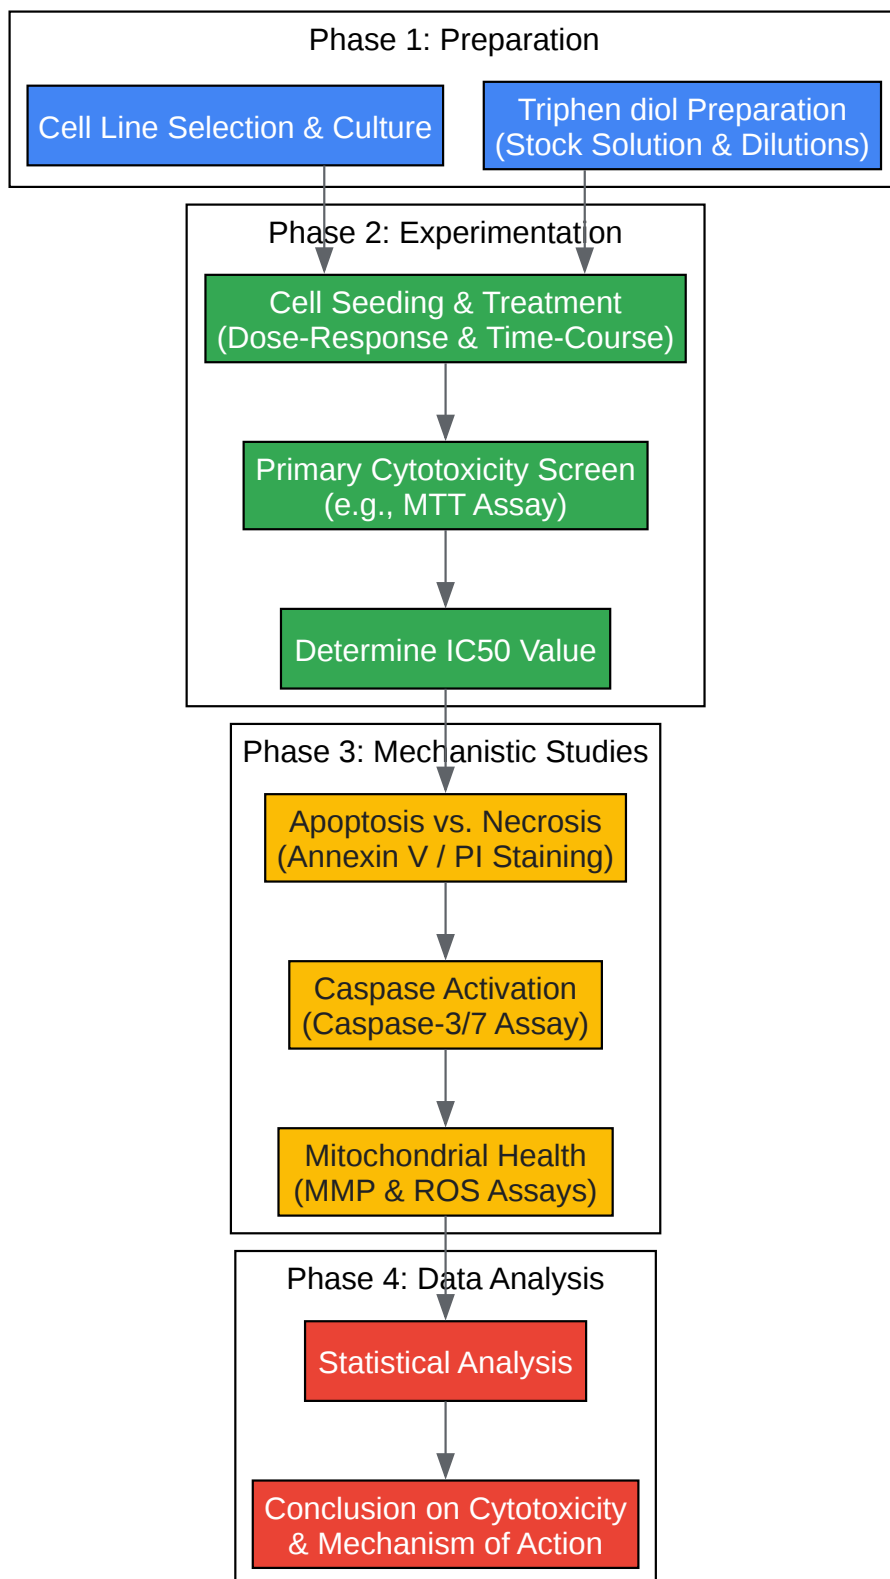 Phase 1: Preparation
Cell Line Selection & Culture
Triphen diol Preparation
(Stock Solution & Dilutions)
Phase 2: Experimentation
Cell Seeding & Treatment
(Dose-Response & Time-Course)
Primary Cytotoxicity Screen
(e.g., MTT Assay)
Determine IC50 Value
Phase 3: Mechanistic Studies
Apoptosis vs. Necrosis
(Annexin V / PI Staining)
Caspase Activation
(Caspase-3/7 Assay)
Mitochondrial Health
(MMP & ROS Assays)
Phase 4: Data Analysis
Statistical Analysis
Conclusion on Cytotoxicity
& Mechanism of Action